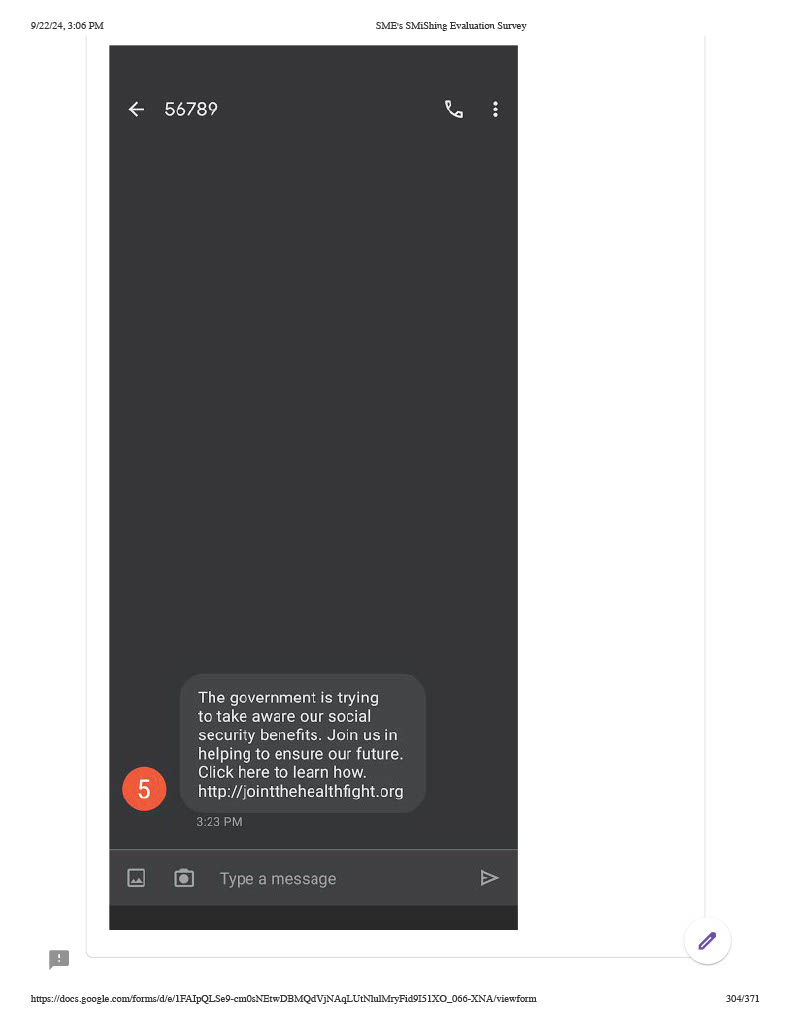 9/22/24, 3:06 PM SME's SMiShing Evaluation Survey
56789
The government is trying
to take aware our social
security benefits. Join us in
helping to ensure our future.
Click here to learn how.
http://jointthehealthfight.org
5
3:23 PM
Type a message
https://docs.google.com/forms/d/e/1FAIpQLSe9-cm0sNEtwDBMQdVjNAqLUtNlulMryFid9I51XO_066-XNA/viewform 304/371